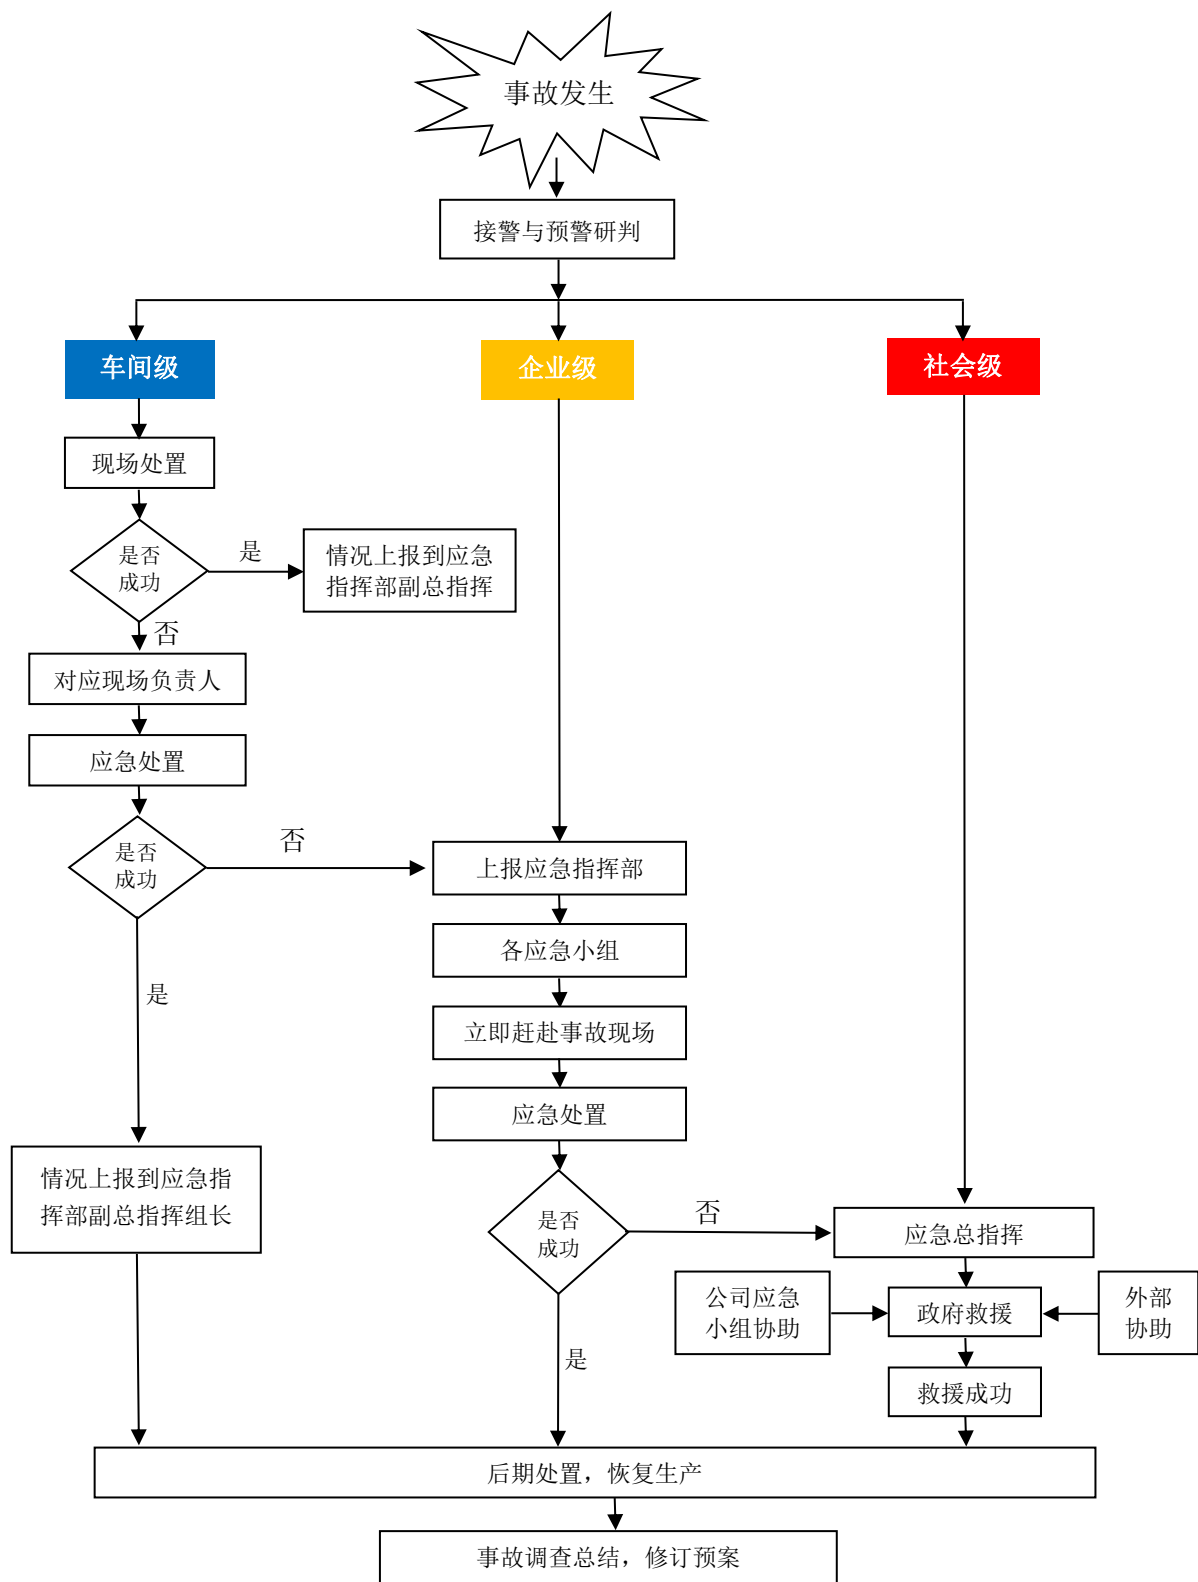 事故发生
接警与预警研判
车间级
企业级
社会级
现场处置
是否
成功
是
情况上报到应急
指挥部副总指挥
否
对应现场负责人
应急处置
是否
成功
否
上报应急指挥部
各应急小组
是
立即赶赴事故现场
应急处置
情况上报到应急指
挥部副总指挥组长
是否
成功
否
应急总指挥
公司应急
小组协助
政府救援
外部
协助
是
救援成功
后期处置，恢复生产
事故调查总结，修订预案